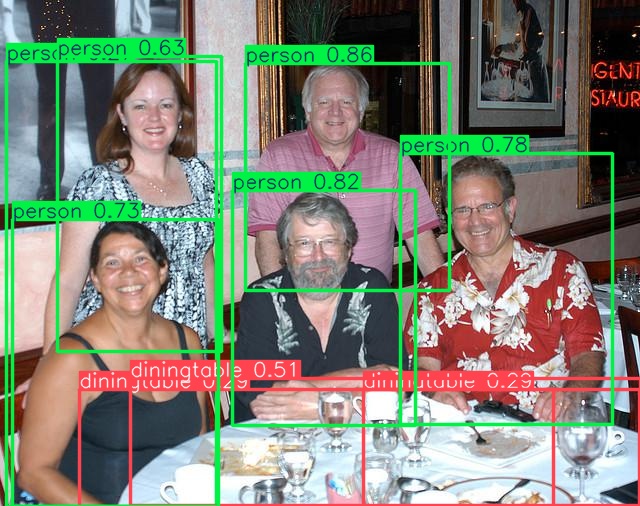 person 0.63
person 0.86
GENT
STAUR
person 0.78
person 0.82
person 0.73
diningtable 0.51
diningtable 0.29
diningtable 0.29